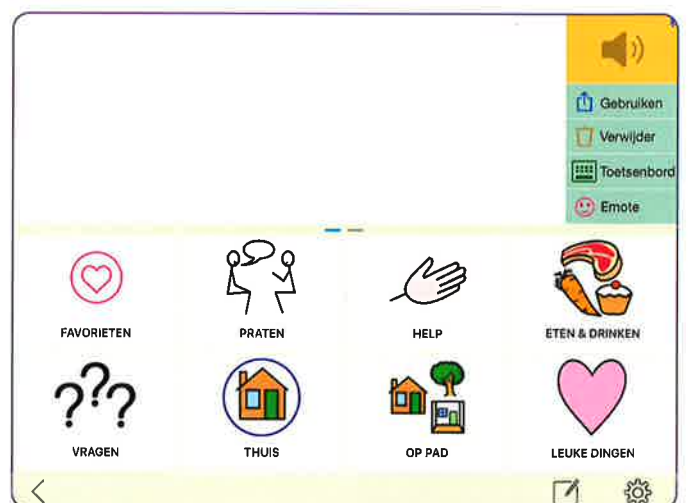 Gebruiken
Verwijder
Toetsenbord
Emote
FAVORIETEN
PRATEN
HELP
ETEN & DRINKEN
???
VRAGEN
THUIS
OP PAD
LEUKE DINGEN